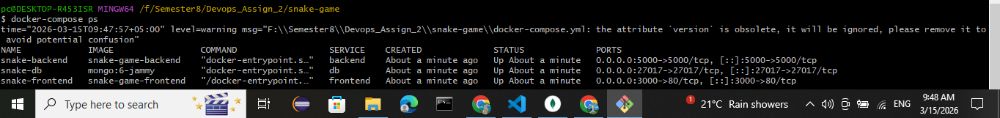 pc@DESKTOP-R453ISR MINGW64 /f/Semester8/Devops_Assign_2/snake-game
$ docker-compose ps
time="2026-03-15T09:47:57+05:00" level=warning msg="F:\\Semester8\\Devops_Assign_2\\snake-game\\docker-compose.yml: the attribute `version` is obsolete, it will be ignored, please remove it to
 avoid potential confusion"
NAME IMAGE COMMAND SERVICE CREATED STATUS PORTS
snake-backend snake-game-backend "docker-entrypoint.s…" backend About a minute ago Up About a minute 0.0.0.0:5000->5000/tcp, [::]:5000->5000/tcp
snake-db mongo:6-jammy "docker-entrypoint.s…" db About a minute ago Up About a minute 0.0.0.0:27017->27017/tcp, [::]:27017->27017/tcp
snake-frontend snake-game-frontend "/docker-entrypoint.…" frontend About a minute ago Up About a minute 0.0.0.0:3000->80/tcp, [::]:3000->80/tcp
Type here to search 1 21°C Rain showers ENG 9:48 AM
3/15/2026